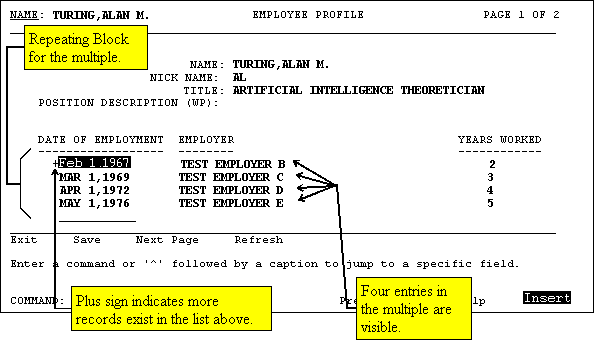 NAME: TURING,ALAN M. EMPLOYEE PROFILE PAGE 1 OF 2
Repeating Block
for the multiple.
NAME: TURING,ALAN M.
NICK NAME: AL
TITLE: ARTIFICIAL INTELLIGENCE THEORETICIAN
POSITION DESCRIPTION (WP):
DATE OF EMPLOYMENT EMPLOYER YEARS WORKED
+Feb 1,1967 TEST EMPLOYER B 2
MAR 1,1969 TEST EMPLOYER C 3
APR 1,1972 TEST EMPLOYER D 4
MAY 1,1976 TEST EMPLOYER E 5
Exit Save Next Page Refresh
Enter a command or '^' followed by a caption to jump to a specific field.
COMMAND: Insert
Plus sign indicates more
records exist in the list above.
Four entries in
the multiple are
visible.